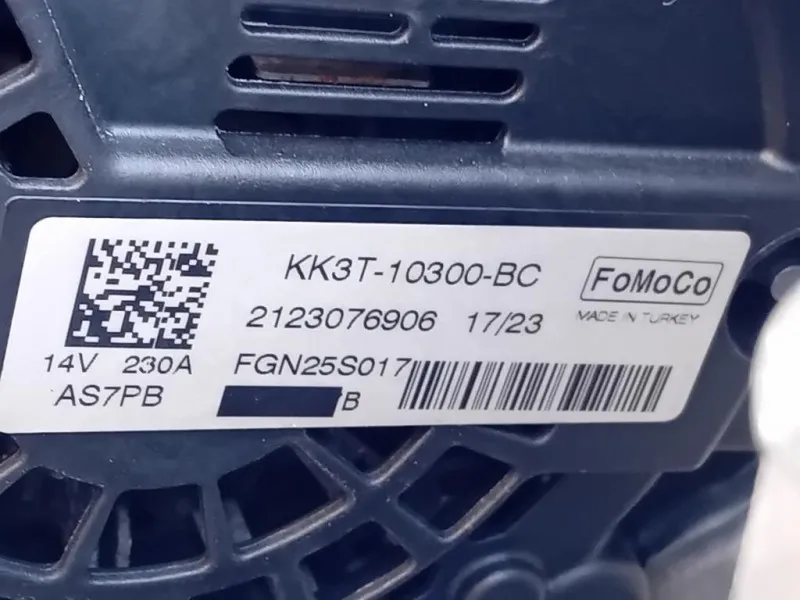 KK3T-10300-BC
FoMoCo
2123076906 17/23
MADE IN TURKEY
14V 230A
FGN25S017
AS7PB
B